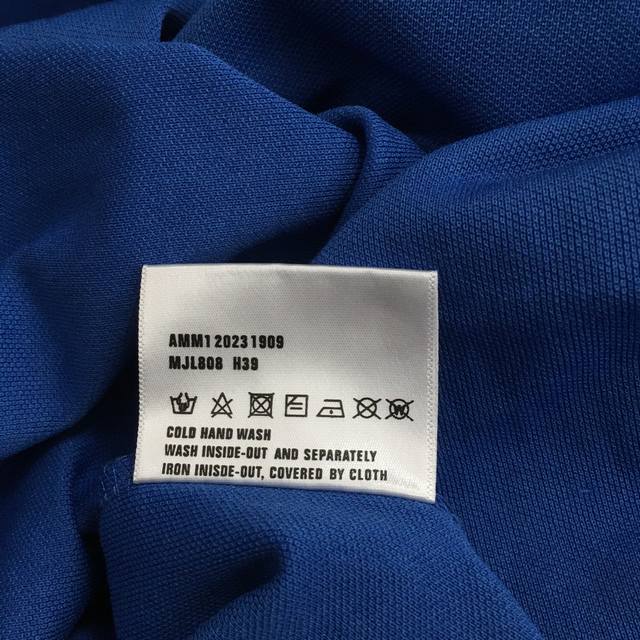 AMM120231909
MJL808 H39
COLD HAND WASH
WASH INSIDE-OUT AND SEPARATELY
IRON INISDE-OUT, COVERED BY CLOTH